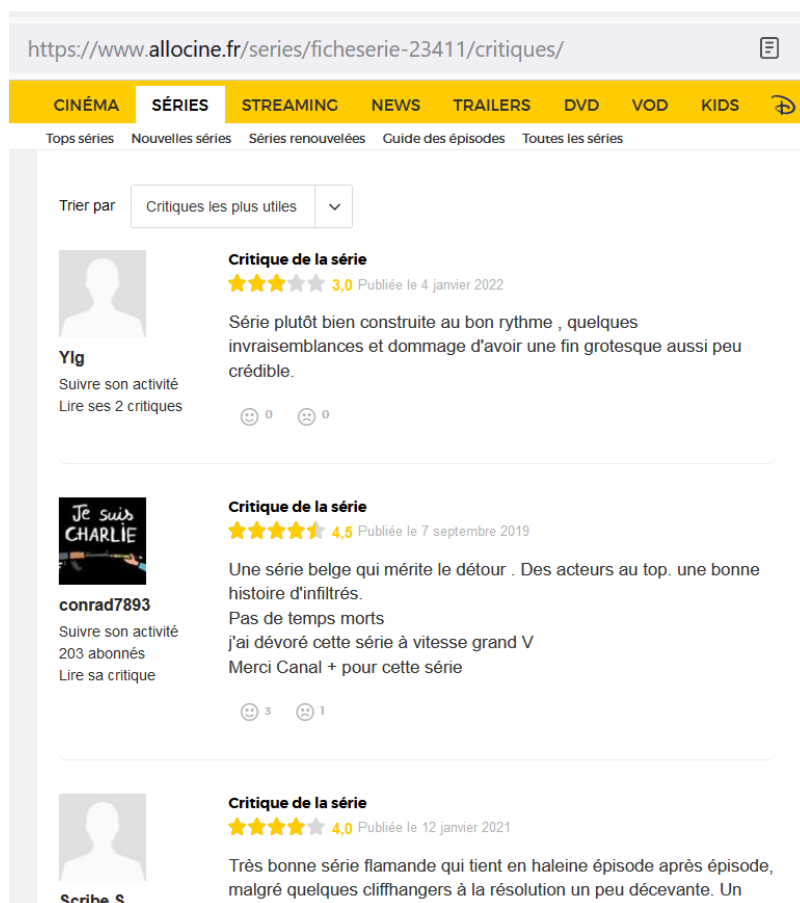 https://www.allocine.fr/series/ficheserie-23411/critiques/
CINÉMA SÉRIES STREAMING NEWS TRAILERS DVD VOD KIDS
Tops séries Nouvelles séries Séries renouvelées Guide des épisodes Toutes les séries
Trier par Critiques les plus utiles
Critique de la série
3,0 Publiée le 4 janvier 2022
Série plutôt bien construite au bon rythme , quelques
invraisemblances et dommage d'avoir une fin grotesque aussi peu
crédible.
Ylg
Suivre son activité
Lire ses 2 critiques
0 0
Je suis
CHARLIE
Critique de la série
4,5 Publiée le 7 septembre 2019
Une série belge qui mérite le détour . Des acteurs au top. une bonne
histoire d'infiltrés.
Pas de temps morts
j'ai dévoré cette série à vitesse grand V
Merci Canal + pour cette série
conrad7893
Suivre son activité
203 abonnés
Lire sa critique
3 1
Critique de la série
4,0 Publiée le 12 janvier 2021
Très bonne série flamande qui tient en haleine épisode après épisode,
malgré quelques cliffhangers à la résolution un peu décevante. Un
Scribe S.